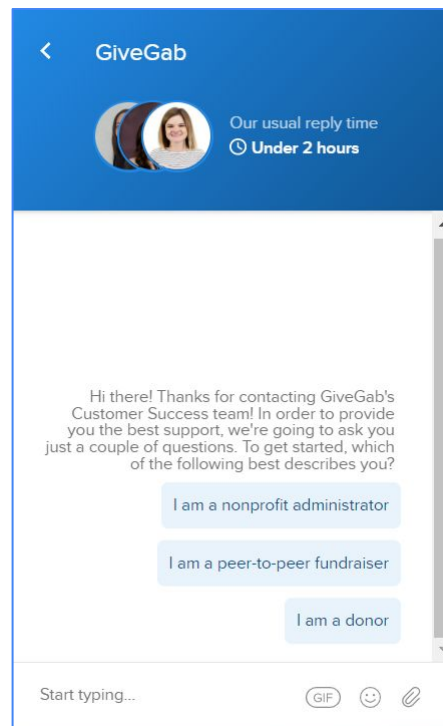 GiveGab
Our usual reply time
Under 2 hours
Hi there! Thanks for contacting GiveGab's
Customer Success team! In order to provide
you the best support, we're going to ask you
just a couple of questions. To get started, which
of the following best describes you?
I am a nonprofit administrator
I am a peer-to-peer fundraiser
I am a donor
Start typing...
GIF